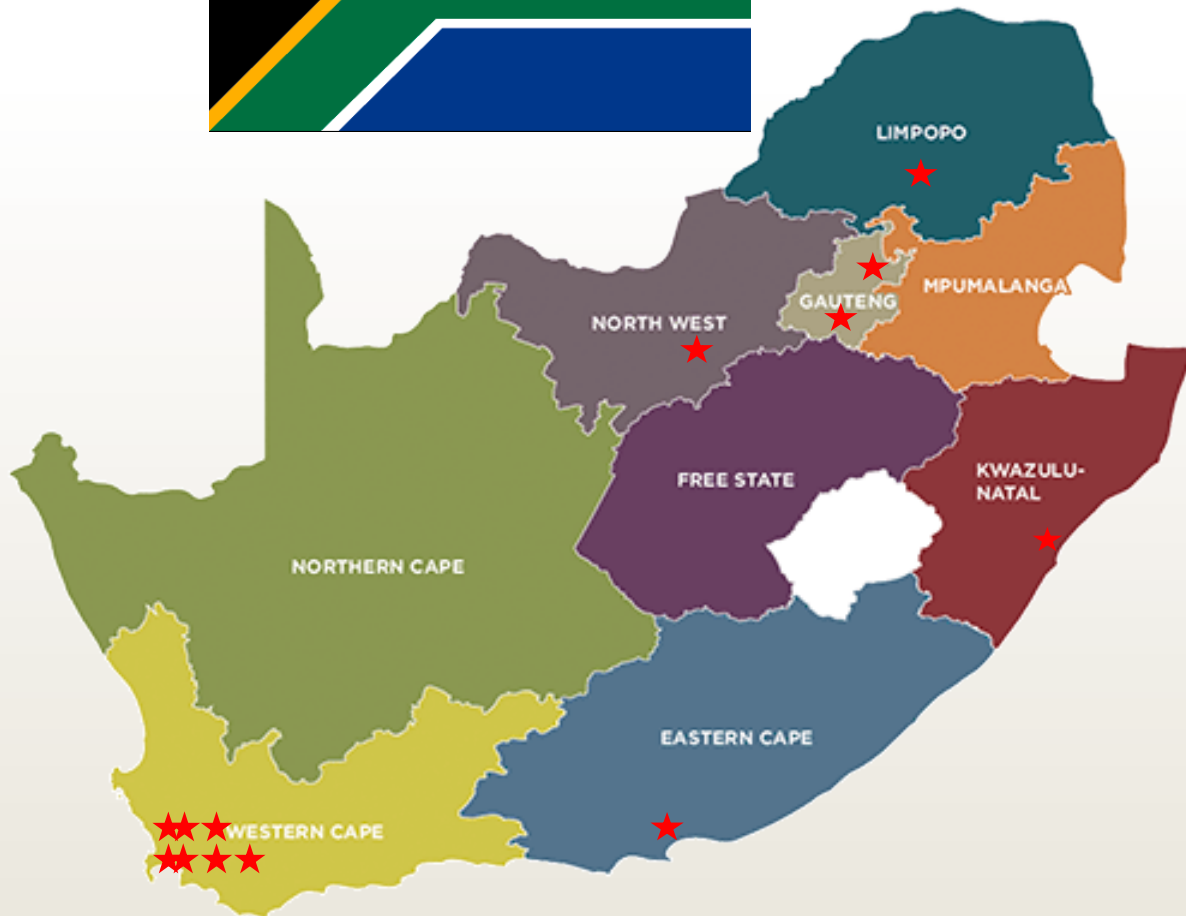 LIMPOPO
MPUMALANGA
GAUTENG
NORTH WEST
KWAZULU-
NATAL
FREE STATE
NORTHERN CAPE
EASTERN CAPE
WESTERN CAPE